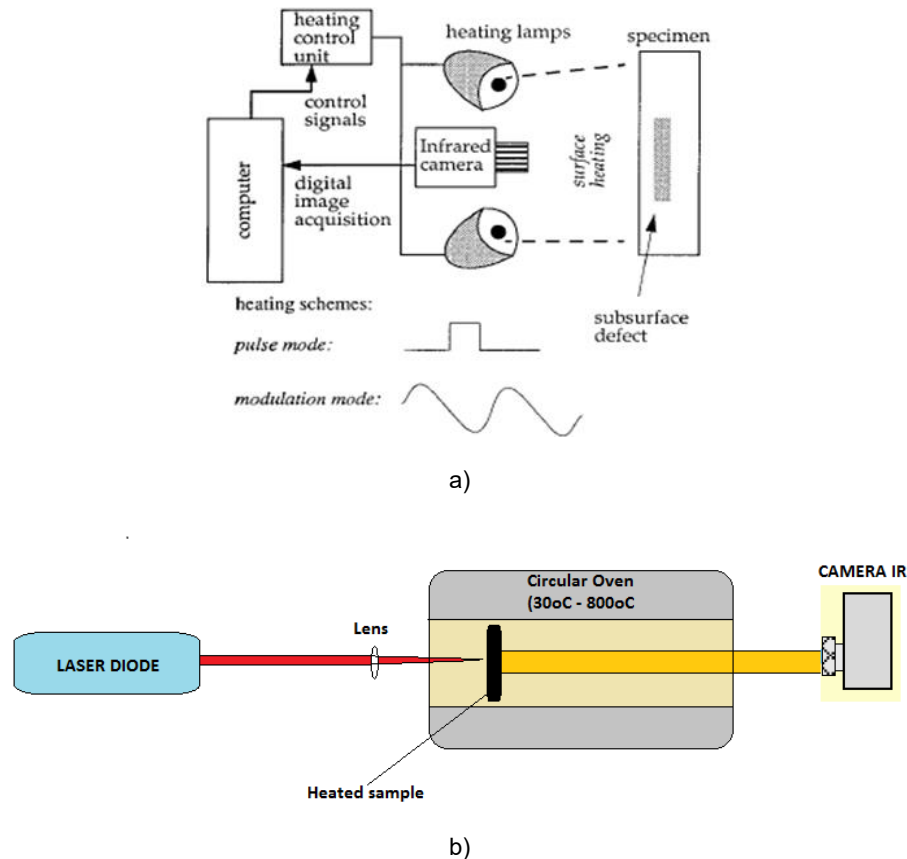 heating
control
unit
heating lamps
specimen
control
signals
Infrared
camera
surface
heating
computer
digital
image
acquisition
heating schemes:
subsurface
defect
pulse mode:
modulation mode:
a)
Circular Oven
(30oC - 800oC
CAMERA IR
Lens
LASER DIODE
Heated sample
b)